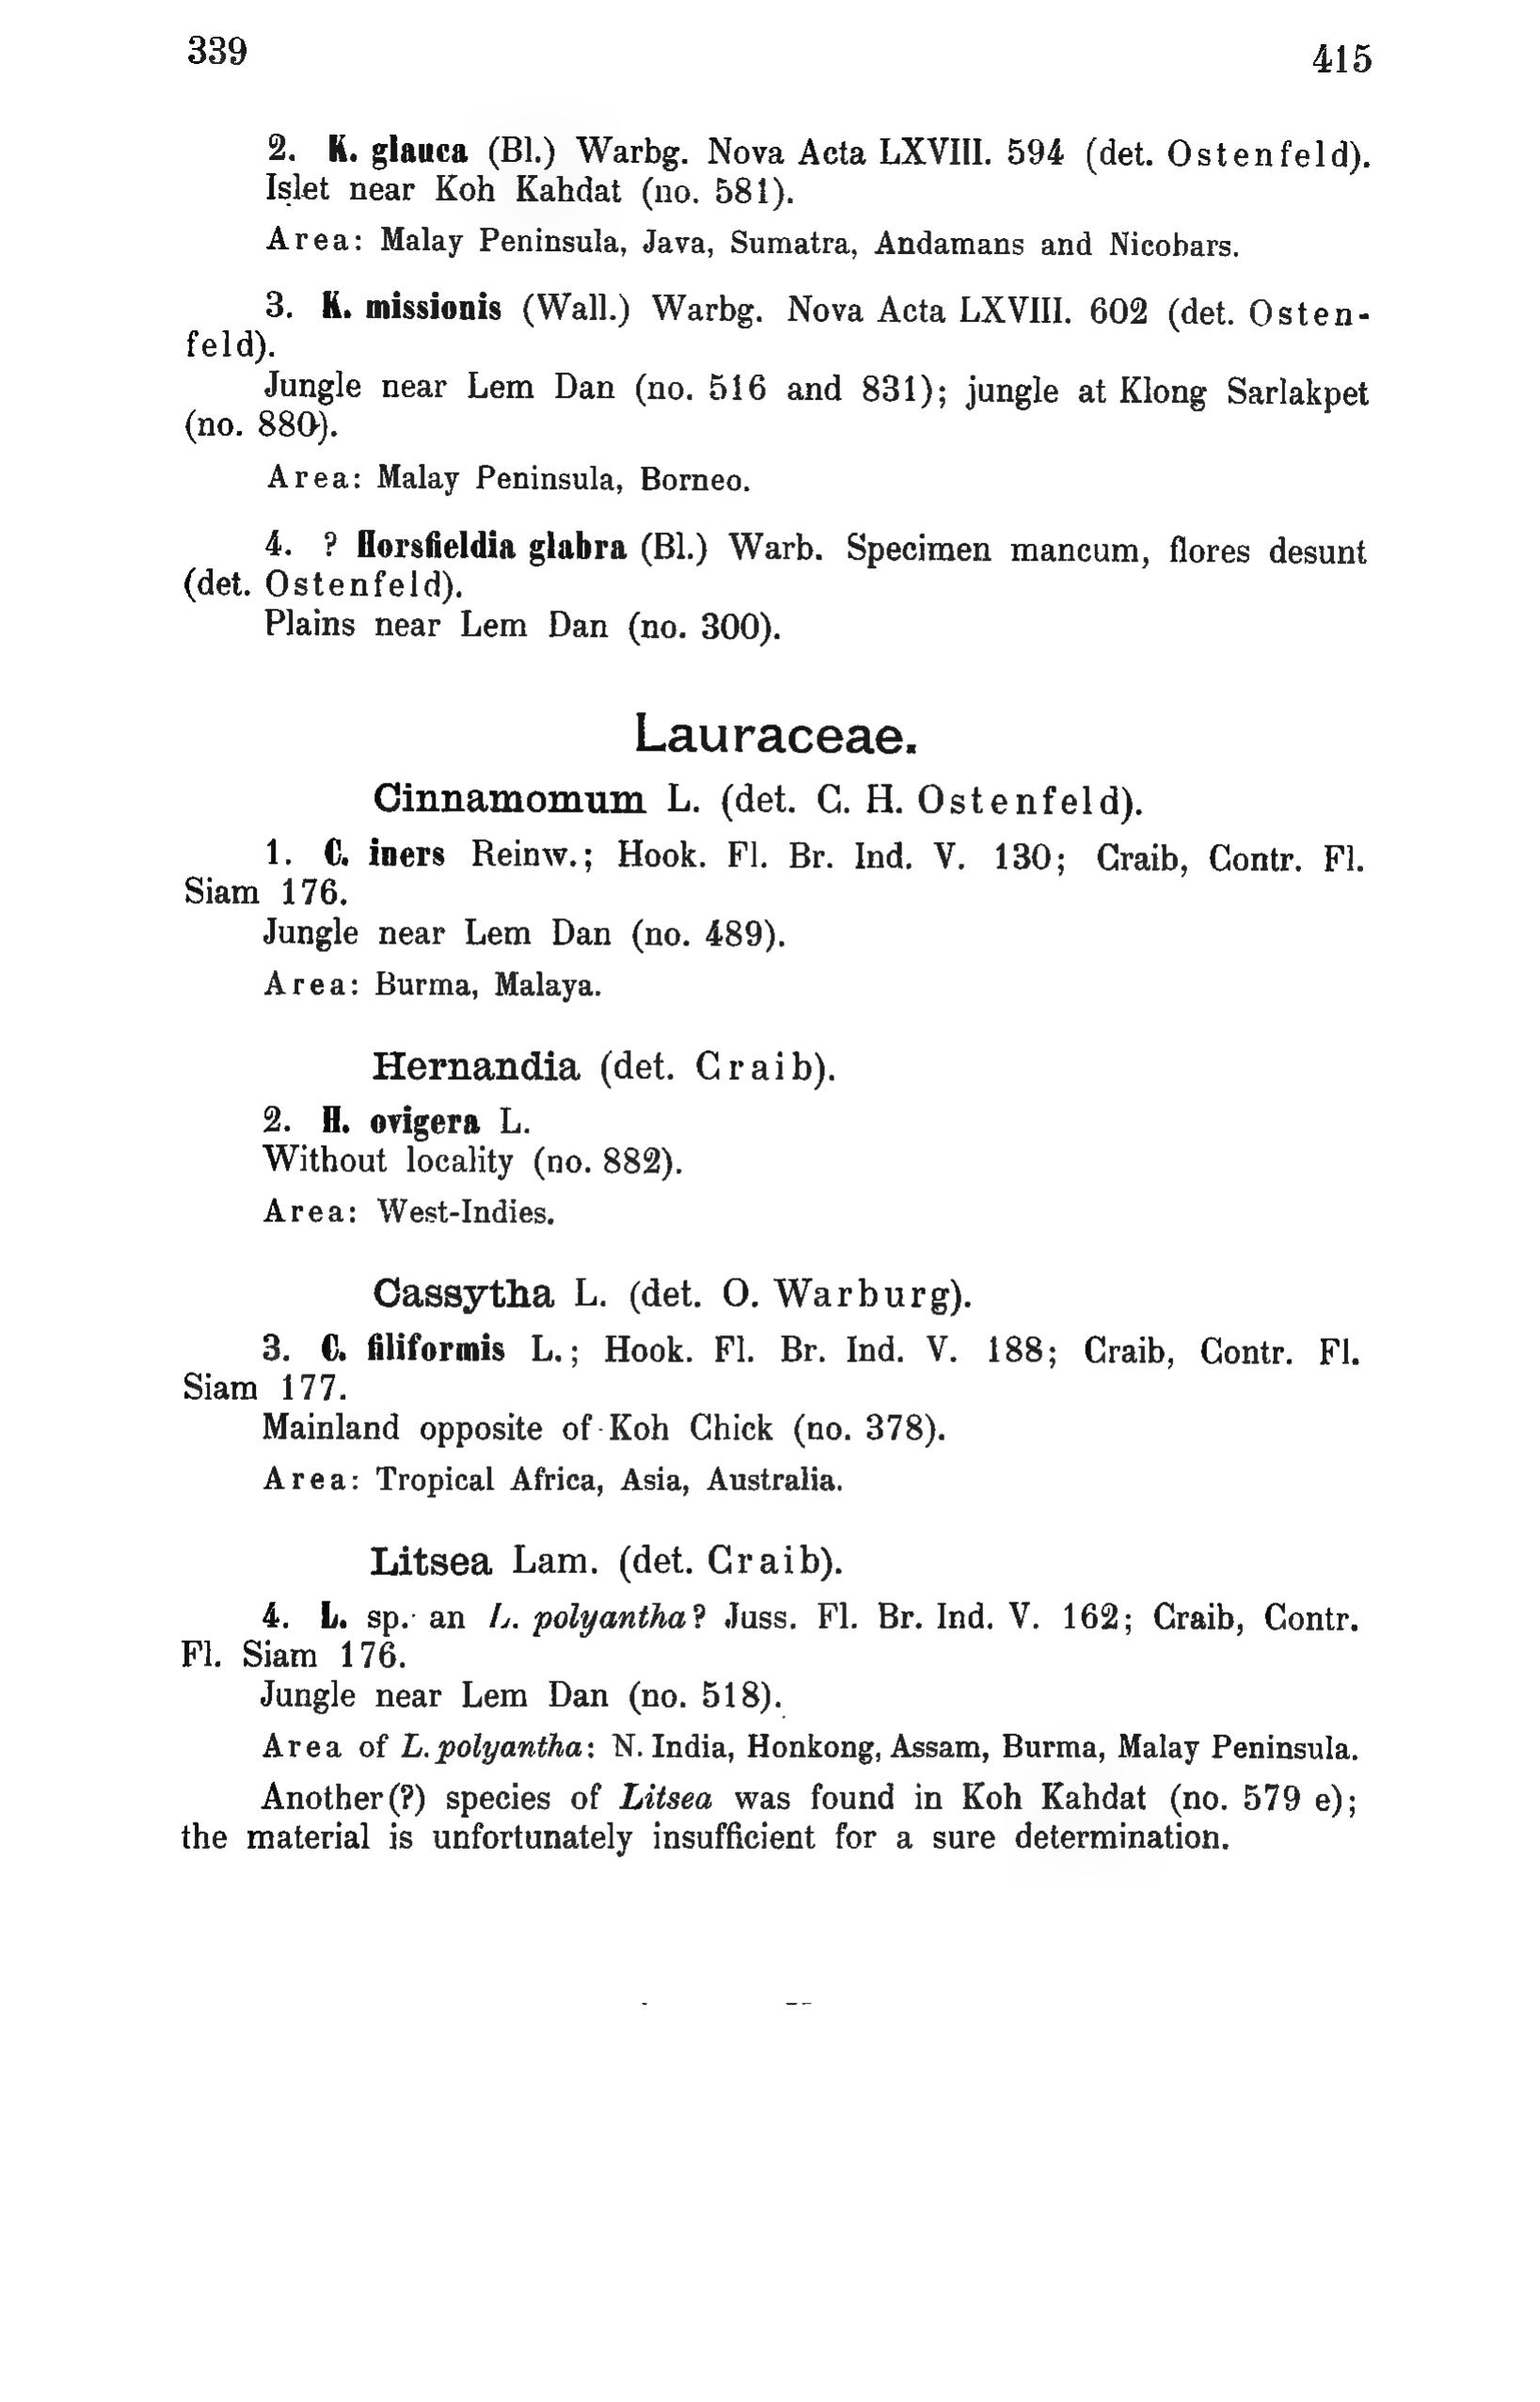 339 415
2. K. glauca (Bl.) Warbg. Nova Acta LXVIII. 594 (det. Ostenfeld).
Islet near Koh Kahdat (no. 581).
Area: Malay Peninsula, Java, Sumatra, Andamans and Nicobars.
3. K. missionis (Wall.) Warbg. Nova Acta LXVIII. 602 (det. Osten-
feld).
Jungle near Lem Dan (no. 516 and 831); jungle at Klong Sarlakpet
(no. 880).
Area: Malay Peninsula, Borneo.
4. ? Horsfieldia glabra (Bl.) Warb. Specimen mancum, flores desunt
(det. Ostenfeld).
Plains near Lem Dan (no. 300).
Lauraceae.
Cinnamomum L. (det. C. H. Ostenfeld).
1. C. iners Reinw.; Hook. Fl. Br. Ind. V. 130; Craib, Contr. Fl.
Siam 176.
Jungle near Lem Dan (no. 489).
Area: Burma, Malaya.
Hernandia (det. Craib).
2. H. ovigera L.
Without locality (no. 882).
Area: West-Indies.
Cassytha L. (det. O. Warburg).
3. C. filiformis L.; Hook. Fl. Br. Ind. V. 188; Craib, Contr. Fl.
Siam 177.
Mainland opposite of Koh Chick (no. 378).
Area: Tropical Africa, Asia, Australia.
Litsea Lam. (det. Craib).
4. L. sp. an L. polyantha? Juss. Fl. Br. Ind. V. 162; Craib, Contr.
Fl. Siam 176.
Jungle near Lem Dan (no. 518).
Area of L. polyantha: N. India, Honkong, Assam, Burma, Malay Peninsula.
Another(?) species of Litsea was found in Koh Kahdat (no. 579 e);
the material is unfortunately insufficient for a sure determination.